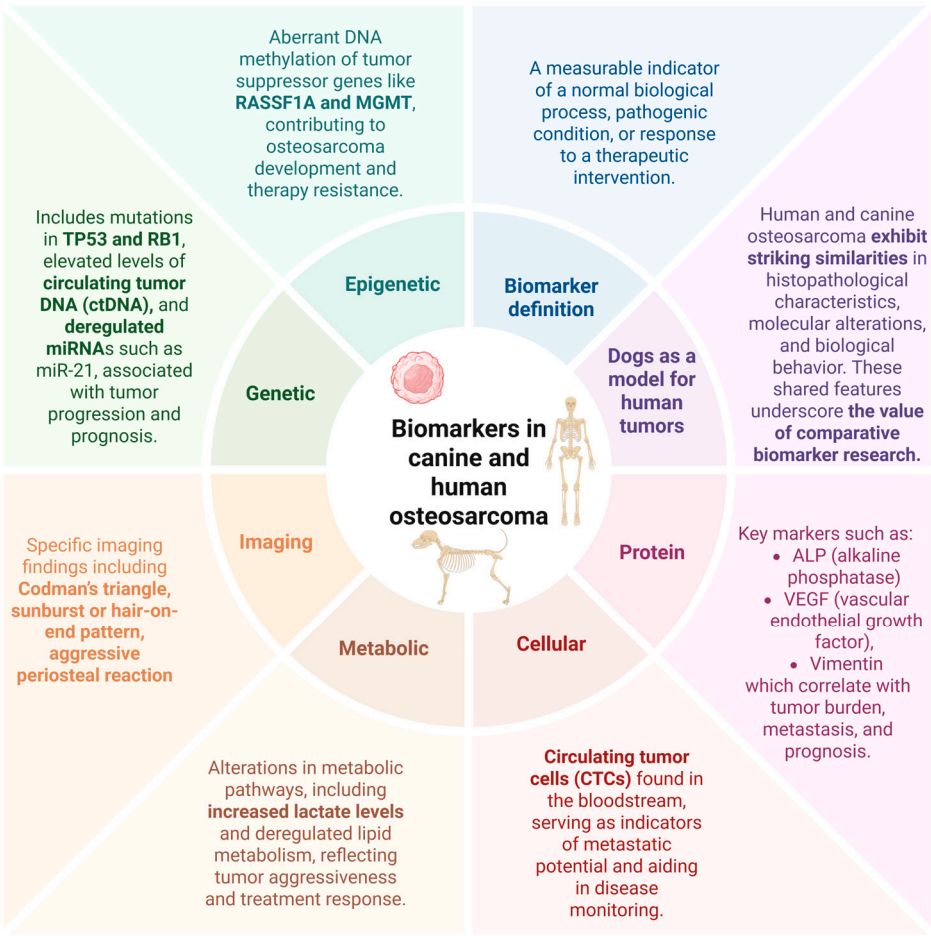 Biomarkers in
canine and
human
osteosarcoma
Biomarker
definition
A measurable indicator
of a normal biological
process, pathogenic
condition, or response
to a therapeutic
intervention.
Dogs as a
model for
human
tumors
Human and canine
osteosarcoma exhibit
striking similarities in
histopathological
characteristics,
molecular alterations,
and biological
behavior. These
shared features
underscore the value
of comparative
biomarker research.
Protein
Key markers such as:
• ALP (alkaline
phosphatase)
• VEGF (vascular
endothelial growth
factor),
• Vimentin
which correlate with
tumor burden,
metastasis, and
prognosis.
Cellular
Circulating tumor
cells (CTCs) found in
the bloodstream,
serving as indicators
of metastatic
potential and aiding
in disease
monitoring.
Metabolic
Alterations in metabolic
pathways, including
increased lactate levels
and deregulated lipid
metabolism, reflecting
tumor aggressiveness
and treatment response.
Imaging
Specific imaging
findings including
Codman's triangle,
sunburst or hair-on-
end pattern,
aggressive
periosteal reaction
Genetic
Includes mutations
in TP53 and RB1,
elevated levels of
circulating tumor
DNA (ctDNA), and
deregulated
miRNAs such as
miR-21, associated
with tumor
progression and
prognosis.
Epigenetic
Aberrant DNA
methylation of tumor
suppressor genes like
RASSF1A and MGMT,
contributing to
osteosarcoma
development and
therapy resistance.